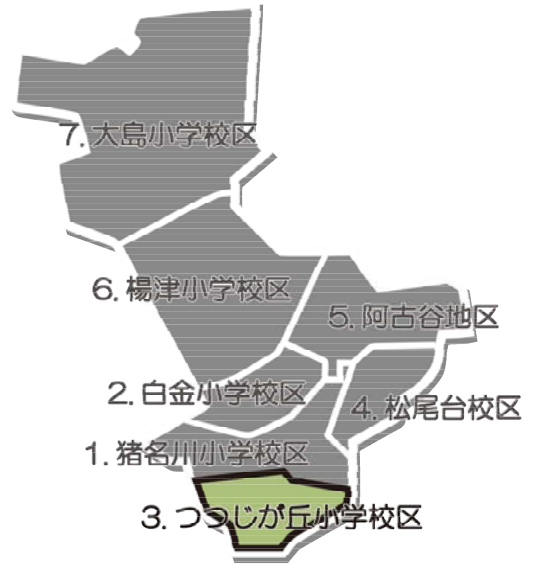 7. 大島小学校区
6. 楊津小学校区
5. 阿古谷地区
2. 白金小学校区
4. 松尾台校区
1. 猪名川小学校区
3. つつじが丘小学校区